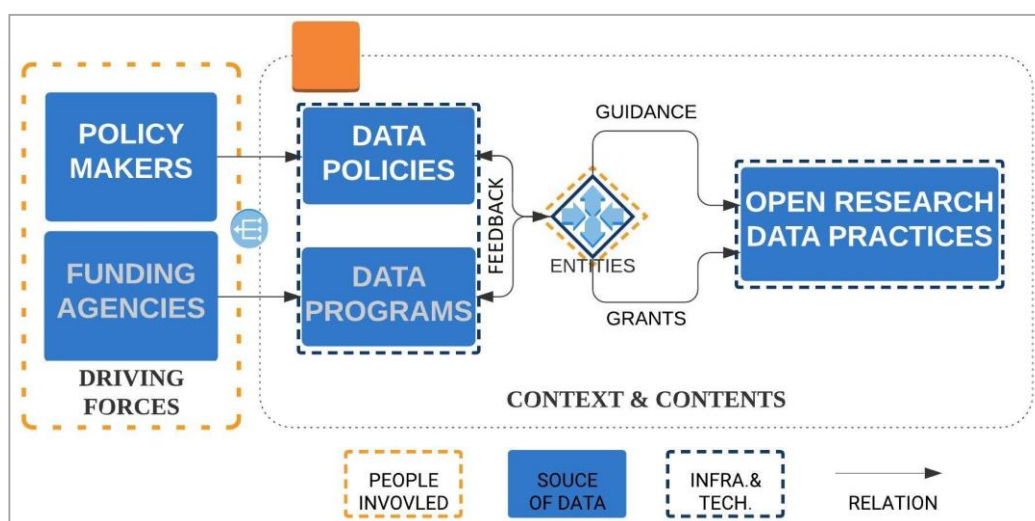 POLICY
MAKERS
FUNDING
AGENCIES
DRIVING
FORCES
DATA
POLICIES
DATA
PROGRAMS
FEEDBACK
ENTITIES
GUIDANCE
GRANTS
OPEN RESEARCH
DATA PRACTICES
CONTEXT & CONTENTS
PEOPLE
INVOVLED
SOUCE
OF DATA
INFRA.&
TECH.
RELATION